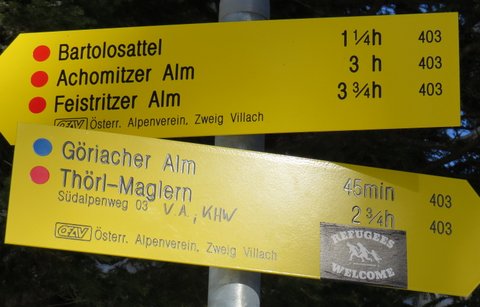 Bartolosattel 1¼h 403
Achomitzer Alm 3 h 403
Feistritzer Alm 3¾h 403
ÖAV Österr. Alpenverein, Zweig Villach
Göriacher Alm 45min 403
Thörl-Maglern 2¾h 403
Südalpenweg 03 V.A., KHW
ÖAV Österr. Alpenverein, Zweig Villach
REFUGEES
WELCOME